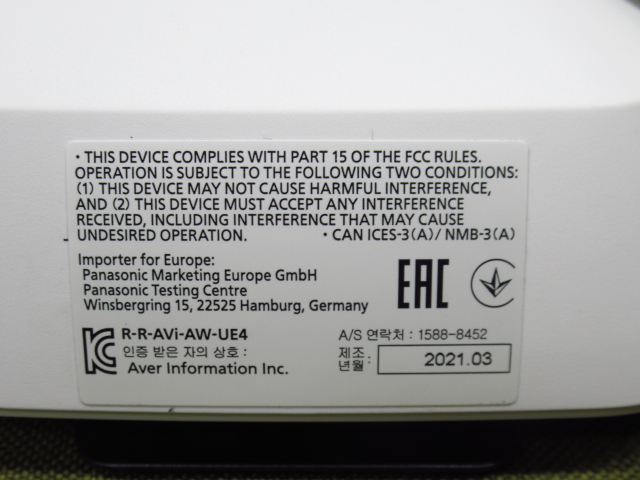 • THIS DEVICE COMPLIES WITH PART 15 OF THE FCC RULES.
OPERATION IS SUBJECT TO THE FOLLOWING TWO CONDITIONS:
(1) THIS DEVICE MAY NOT CAUSE HARMFUL INTERFERENCE,
AND (2) THIS DEVICE MUST ACCEPT ANY INTERFERENCE
RECEIVED, INCLUDING INTERFERENCE THAT MAY CAUSE
UNDESIRED OPERATION. • CAN ICES-3(A)/ NMB-3(A)
Importer for Europe:
Panasonic Marketing Europe GmbH
Panasonic Testing Centre
Winsbergring 15, 22525 Hamburg, Germany
EAC
R-R-AVi-AW-UE4
인증 받은 자의 상호 :
Aver Information Inc.
A/S 연락처 : 1588-8452
제조
년월 : 2021.03